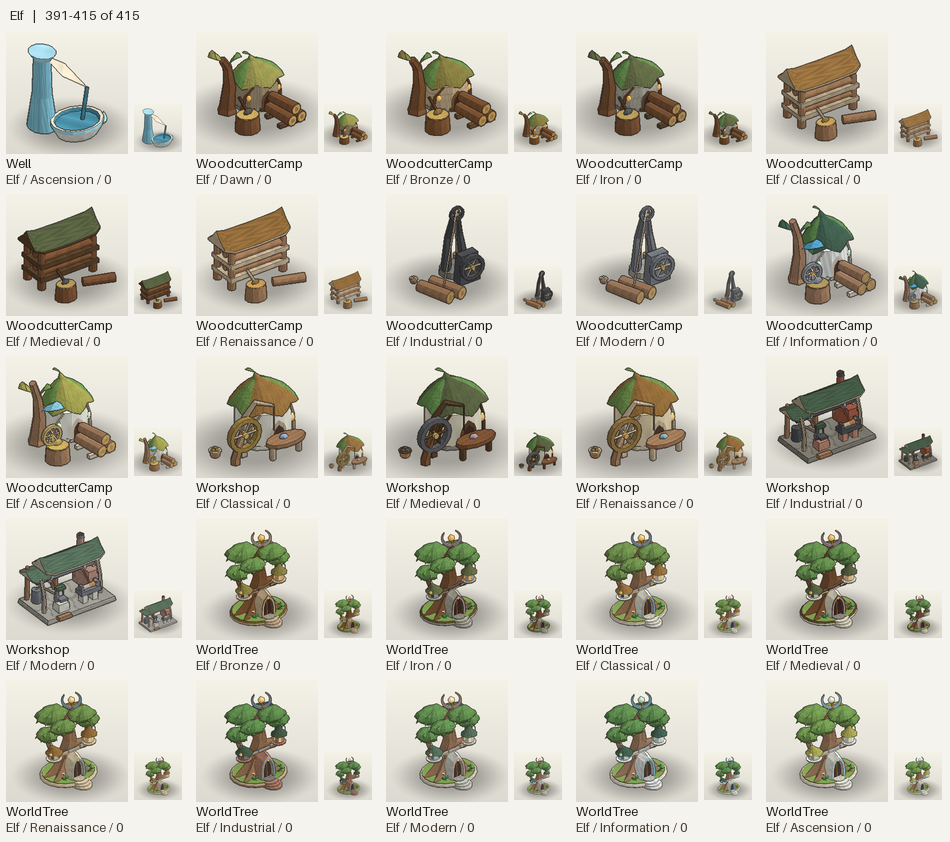 Elf | 391-415 of 415
Well
Elf / Ascension / 0
WoodcutterCamp
Elf / Dawn / 0
WoodcutterCamp
Elf / Bronze / 0
WoodcutterCamp
Elf / Iron / 0
WoodcutterCamp
Elf / Classical / 0
WoodcutterCamp
Elf / Medieval / 0
WoodcutterCamp
Elf / Renaissance / 0
WoodcutterCamp
Elf / Industrial / 0
WoodcutterCamp
Elf / Modern / 0
WoodcutterCamp
Elf / Information / 0
WoodcutterCamp
Elf / Ascension / 0
Workshop
Elf / Classical / 0
Workshop
Elf / Medieval / 0
Workshop
Elf / Renaissance / 0
Workshop
Elf / Industrial / 0
Workshop
Elf / Modern / 0
WorldTree
Elf / Bronze / 0
WorldTree
Elf / Iron / 0
WorldTree
Elf / Classical / 0
WorldTree
Elf / Medieval / 0
WorldTree
Elf / Renaissance / 0
WorldTree
Elf / Industrial / 0
WorldTree
Elf / Modern / 0
WorldTree
Elf / Information / 0
WorldTree
Elf / Ascension / 0